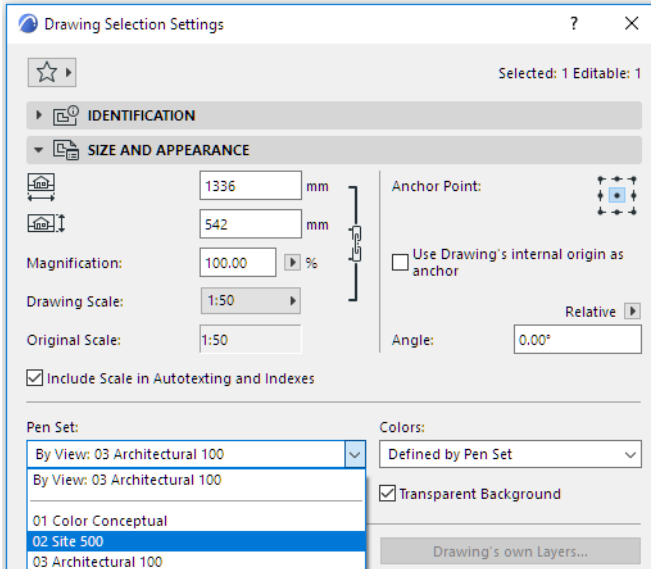 Drawing Selection Settings ? ×
Selected: 1 Editable: 1
IDENTIFICATION
SIZE AND APPEARANCE
1336 mm
542 mm
Magnification: 100.00 %
Drawing Scale: 1:50
Original Scale: 1:50
Anchor Point:
Use Drawing's internal origin as
anchor
Relative
Angle: 0.00°
Include Scale in Autotexting and Indexes
Pen Set:
By View: 03 Architectural 100
By View: 03 Architectural 100
01 Color Conceptual
02 Site 500
03 Architectural 100
Colors:
Defined by Pen Set
Transparent Background
Drawing's own Layers...